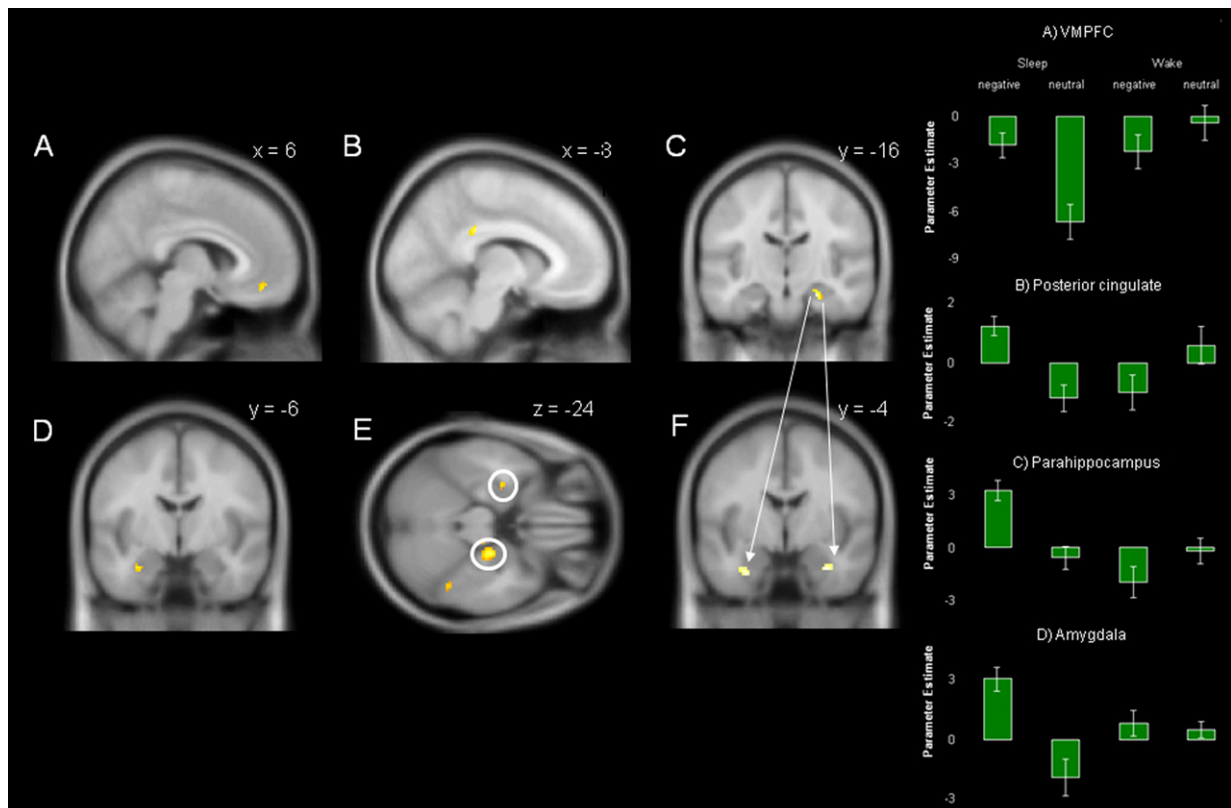 A
x = 6
B
x = -3
C
y = -16
D
y = -6
E
z = -24
F
y = -4
A) VMPFC
Sleep Wake
negative neutral negative neutral
Parameter Estimate
0
-3
-6
-9
B) Posterior cingulate
Parameter Estimate
2
0
-2
C) Parahippocampus
Parameter Estimate
3
0
-3
D) Amygdala
Parameter Estimate
3
0
-3